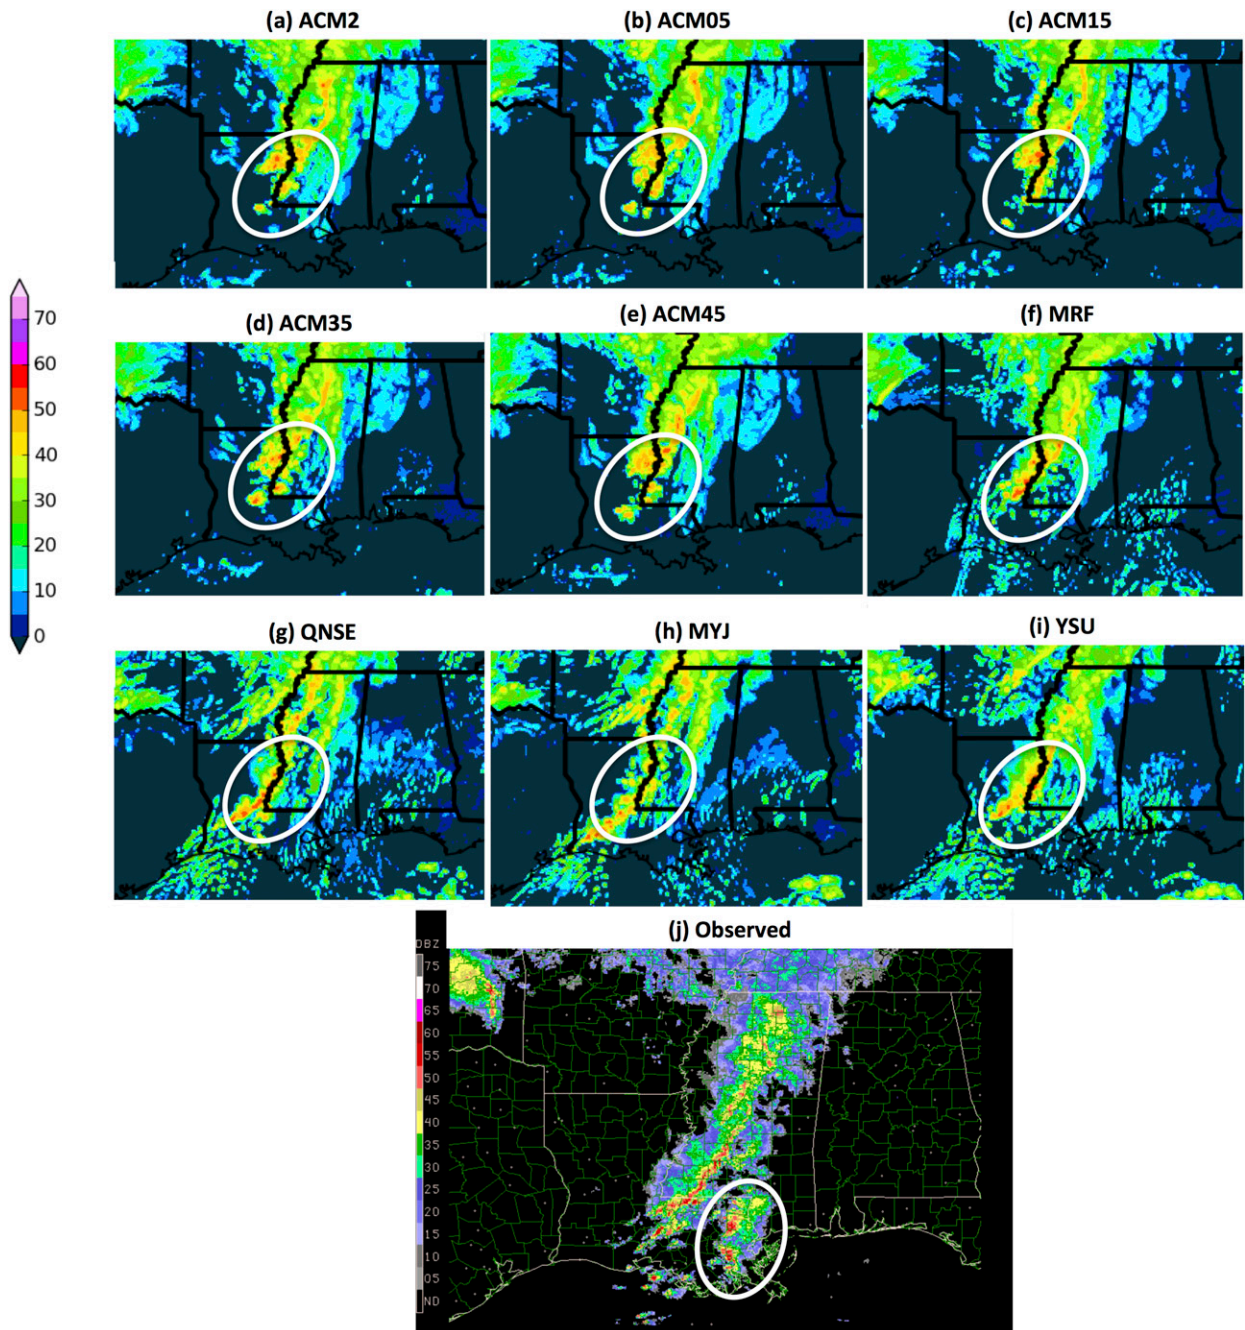 (a) ACM2
(b) ACM05
(c) ACM15
(d) ACM35
(e) ACM45
(f) MRF
70
60
50
40
30
20
10
0
(g) QNSE
(h) MYJ
(i) YSU
(j) Observed
DBZ
75
70
65
60
55
50
45
40
35
30
25
20
15
10
05
ND